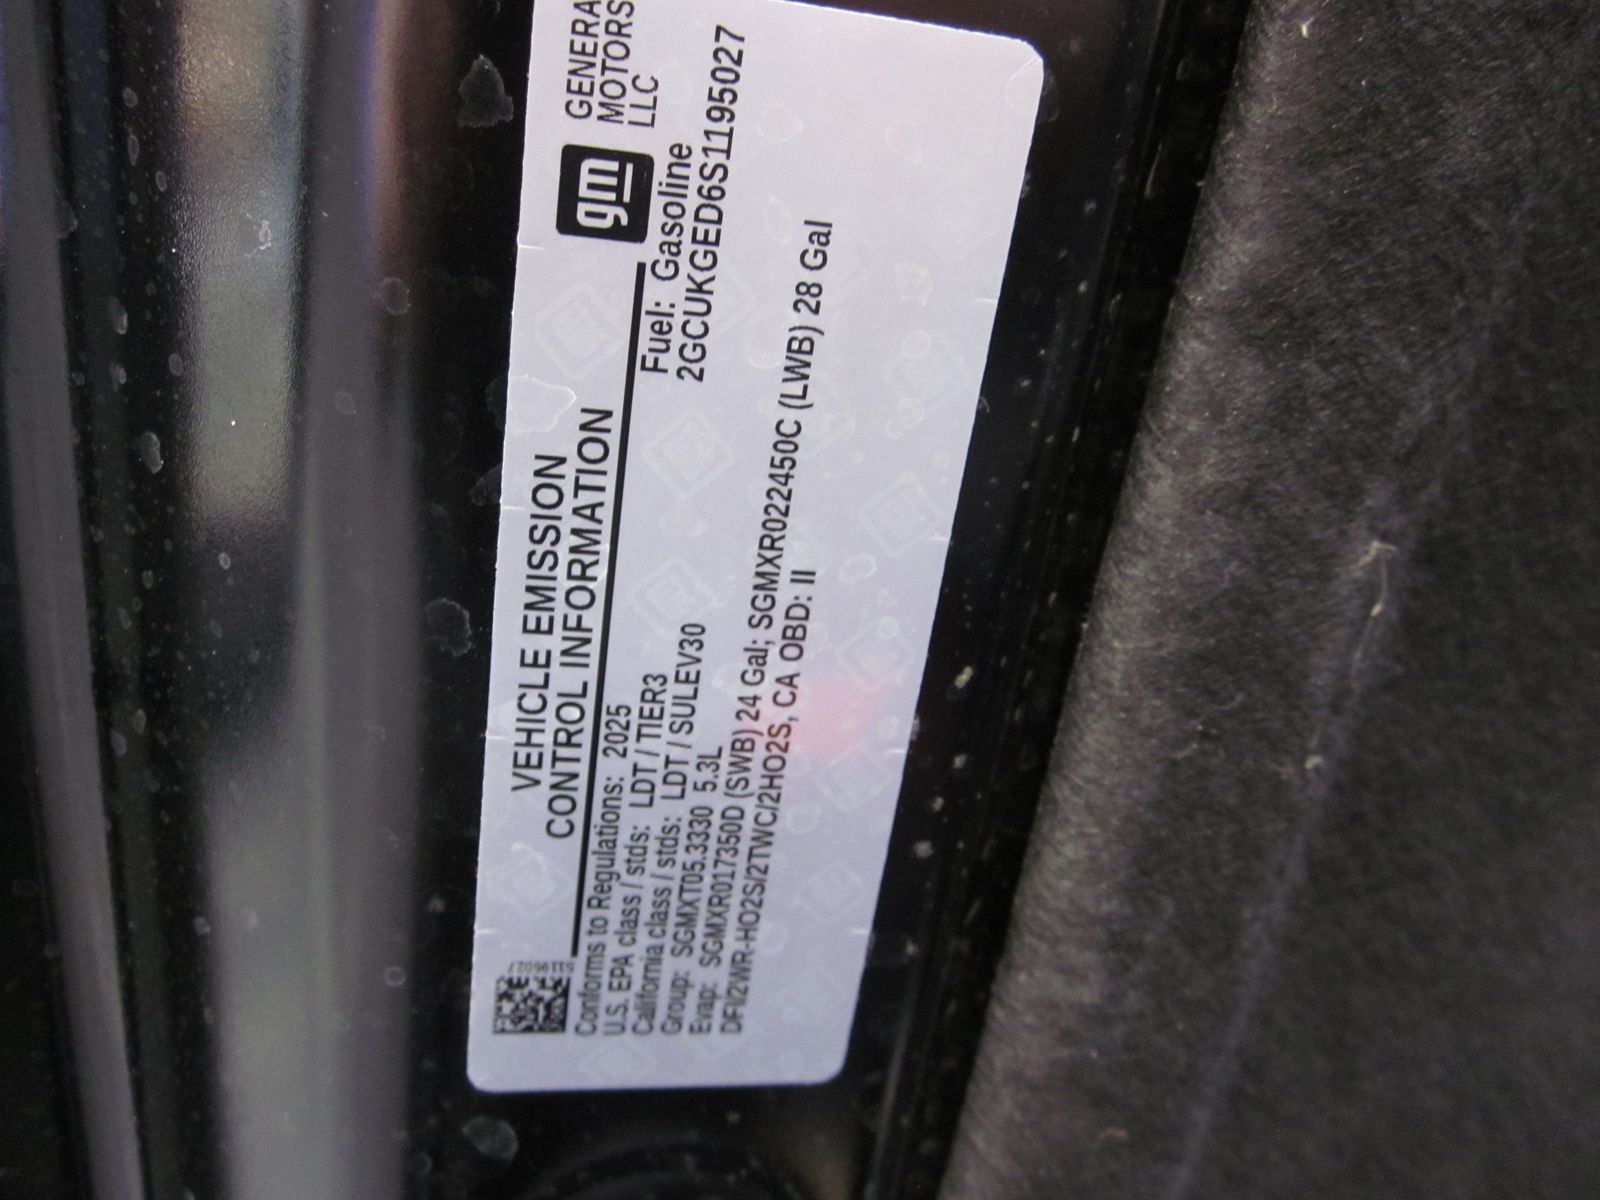 VEHICLE EMISSION
CONTROL INFORMATION
gm
GENERAL
MOTORS
LLC
Fuel: Gasoline
2GCUKGED6S1195027
Conforms to Regulations: 2025
U.S. EPA class / stds: LDT / TIER3
California class / stds: LDT / SULEV30
Group: SGMXT05.3330 5.3L
Evap: SGMXR017350D (SWB) 24 Gal; SGMXR022450C (LWB) 28 Gal
DFI/2WR-HO2S/2TWC/2HO2S, CA OBD: II
S1195027